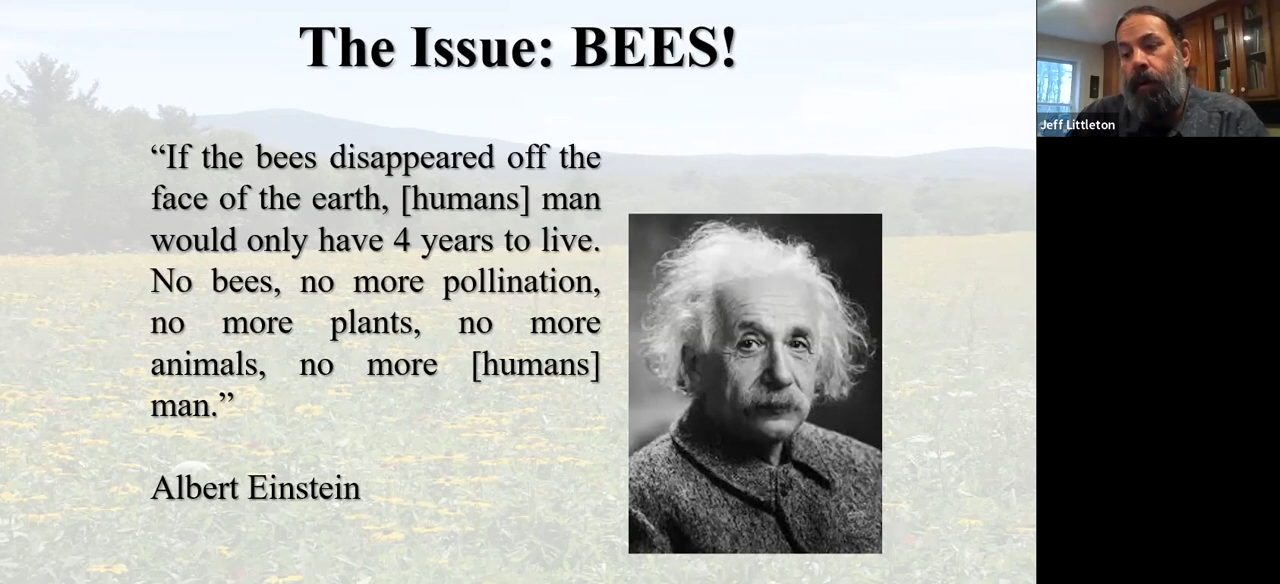 The Issue: BEES!
“If the bees disappeared off the
face of the earth, [humans] man
would only have 4 years to live.
No bees, no more pollination,
no more plants, no more
animals, no more [humans]
man.”
Albert Einstein
Jeff Littleton